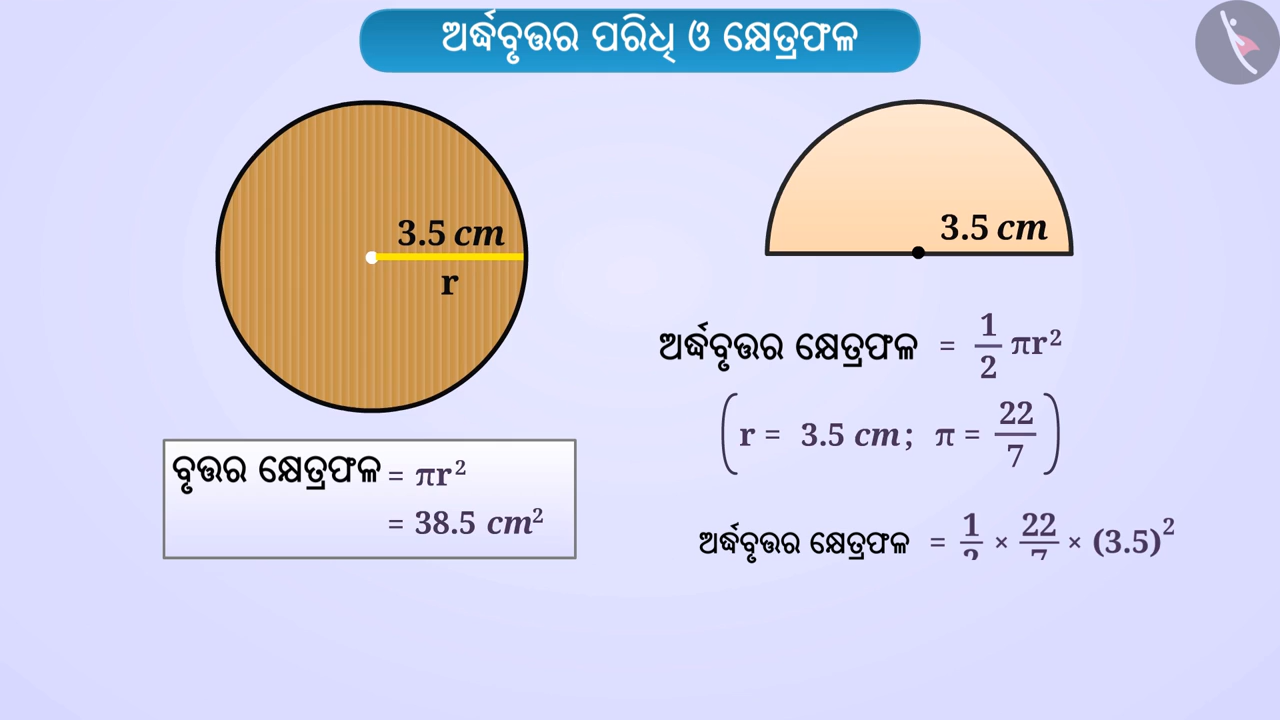 ଅର୍ଦ୍ଧବୃତ୍ତର ପରିଧି ଓ କ୍ଷେତ୍ରଫଳ
3.5 cm
r
ବୃତ୍ତର କ୍ଷେତ୍ରଫଳ = πr²
= 38.5 cm²
3.5 cm
ଅର୍ଦ୍ଧବୃତ୍ତର କ୍ଷେତ୍ରଫଳ = 1/2 πr²
(r = 3.5 cm; π = 22/7)
ଅର୍ଦ୍ଧବୃତ୍ତର କ୍ଷେତ୍ରଫଳ = 1/2 × 22/7 × (3.5)²